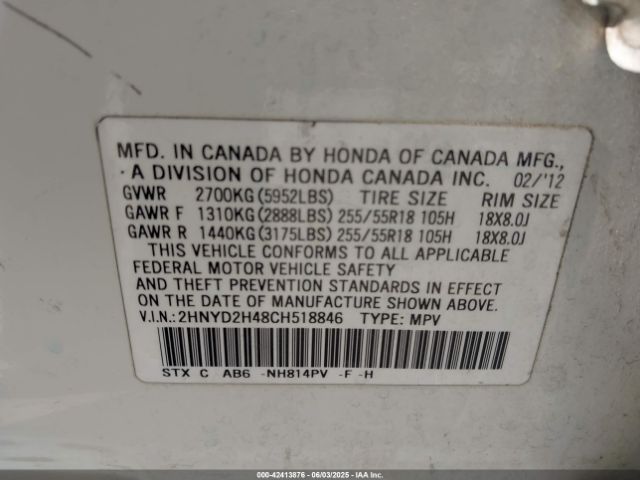 MFD. IN CANADA BY HONDA OF CANADA MFG.,
A DIVISION OF HONDA CANADA INC. 02/'12
GVWR 2700KG(5952LBS) TIRE SIZE RIM SIZE
GAWR F 1310KG(2888LBS) 255/55R18 105H 18X8.0J
GAWR R 1440KG(3175LBS) 255/55R18 105H 18X8.0J
THIS VEHICLE CONFORMS TO ALL APPLICABLE
FEDERAL MOTOR VEHICLE SAFETY
AND THEFT PREVENTION STANDARDS IN EFFECT
ON THE DATE OF MANUFACTURE SHOWN ABOVE.
V.I.N.:2HNYD2H48CH518846 TYPE: MPV
STX C AB6 -NH814PV -F -H
000-42413876 - 06/03/2025 - IAA Inc.